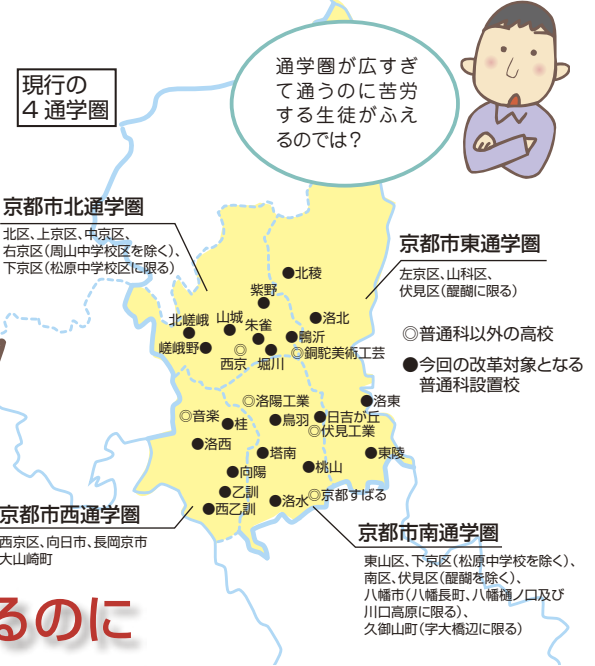 現行の
4通学圏
通学圏が広すぎ
て通うのに苦労
する生徒がふえ
るのでは?
京都市北通学圏
北区、上京区、中京区、
右京区(周山中学校区を除く)、
下京区(松原中学校区に限る)
京都市東通学圏
左京区、山科区、
伏見区(醍醐に限る)
◎普通科以外の高校
●今回の改革対象となる
普通科設置校
●北稜
紫野
●
北嵯峨
●
山城
●
朱雀
●
●洛北
●鴨沂
嵯峨野●
◎
西京
●
堀川
◎銅駝美術工芸
◎洛陽工業
●洛東
◎音楽
●桂
●鳥羽
●日吉が丘
◎伏見工業
●洛西
●塔南
●東陵
●向陽
●桃山
●乙訓
●洛水
◎京都すばる
●西乙訓
京都市西通学圏
西京区、向日市、長岡京市
大山崎町
京都市南通学圏
東山区、下京区(松原中学校を除く)、
南区、伏見区(醍醐を除く)、
八幡市(八幡長町、八幡樋ノ口及び
川口高原に限る)、
久御山町(字大橋辺に限る)
るのに